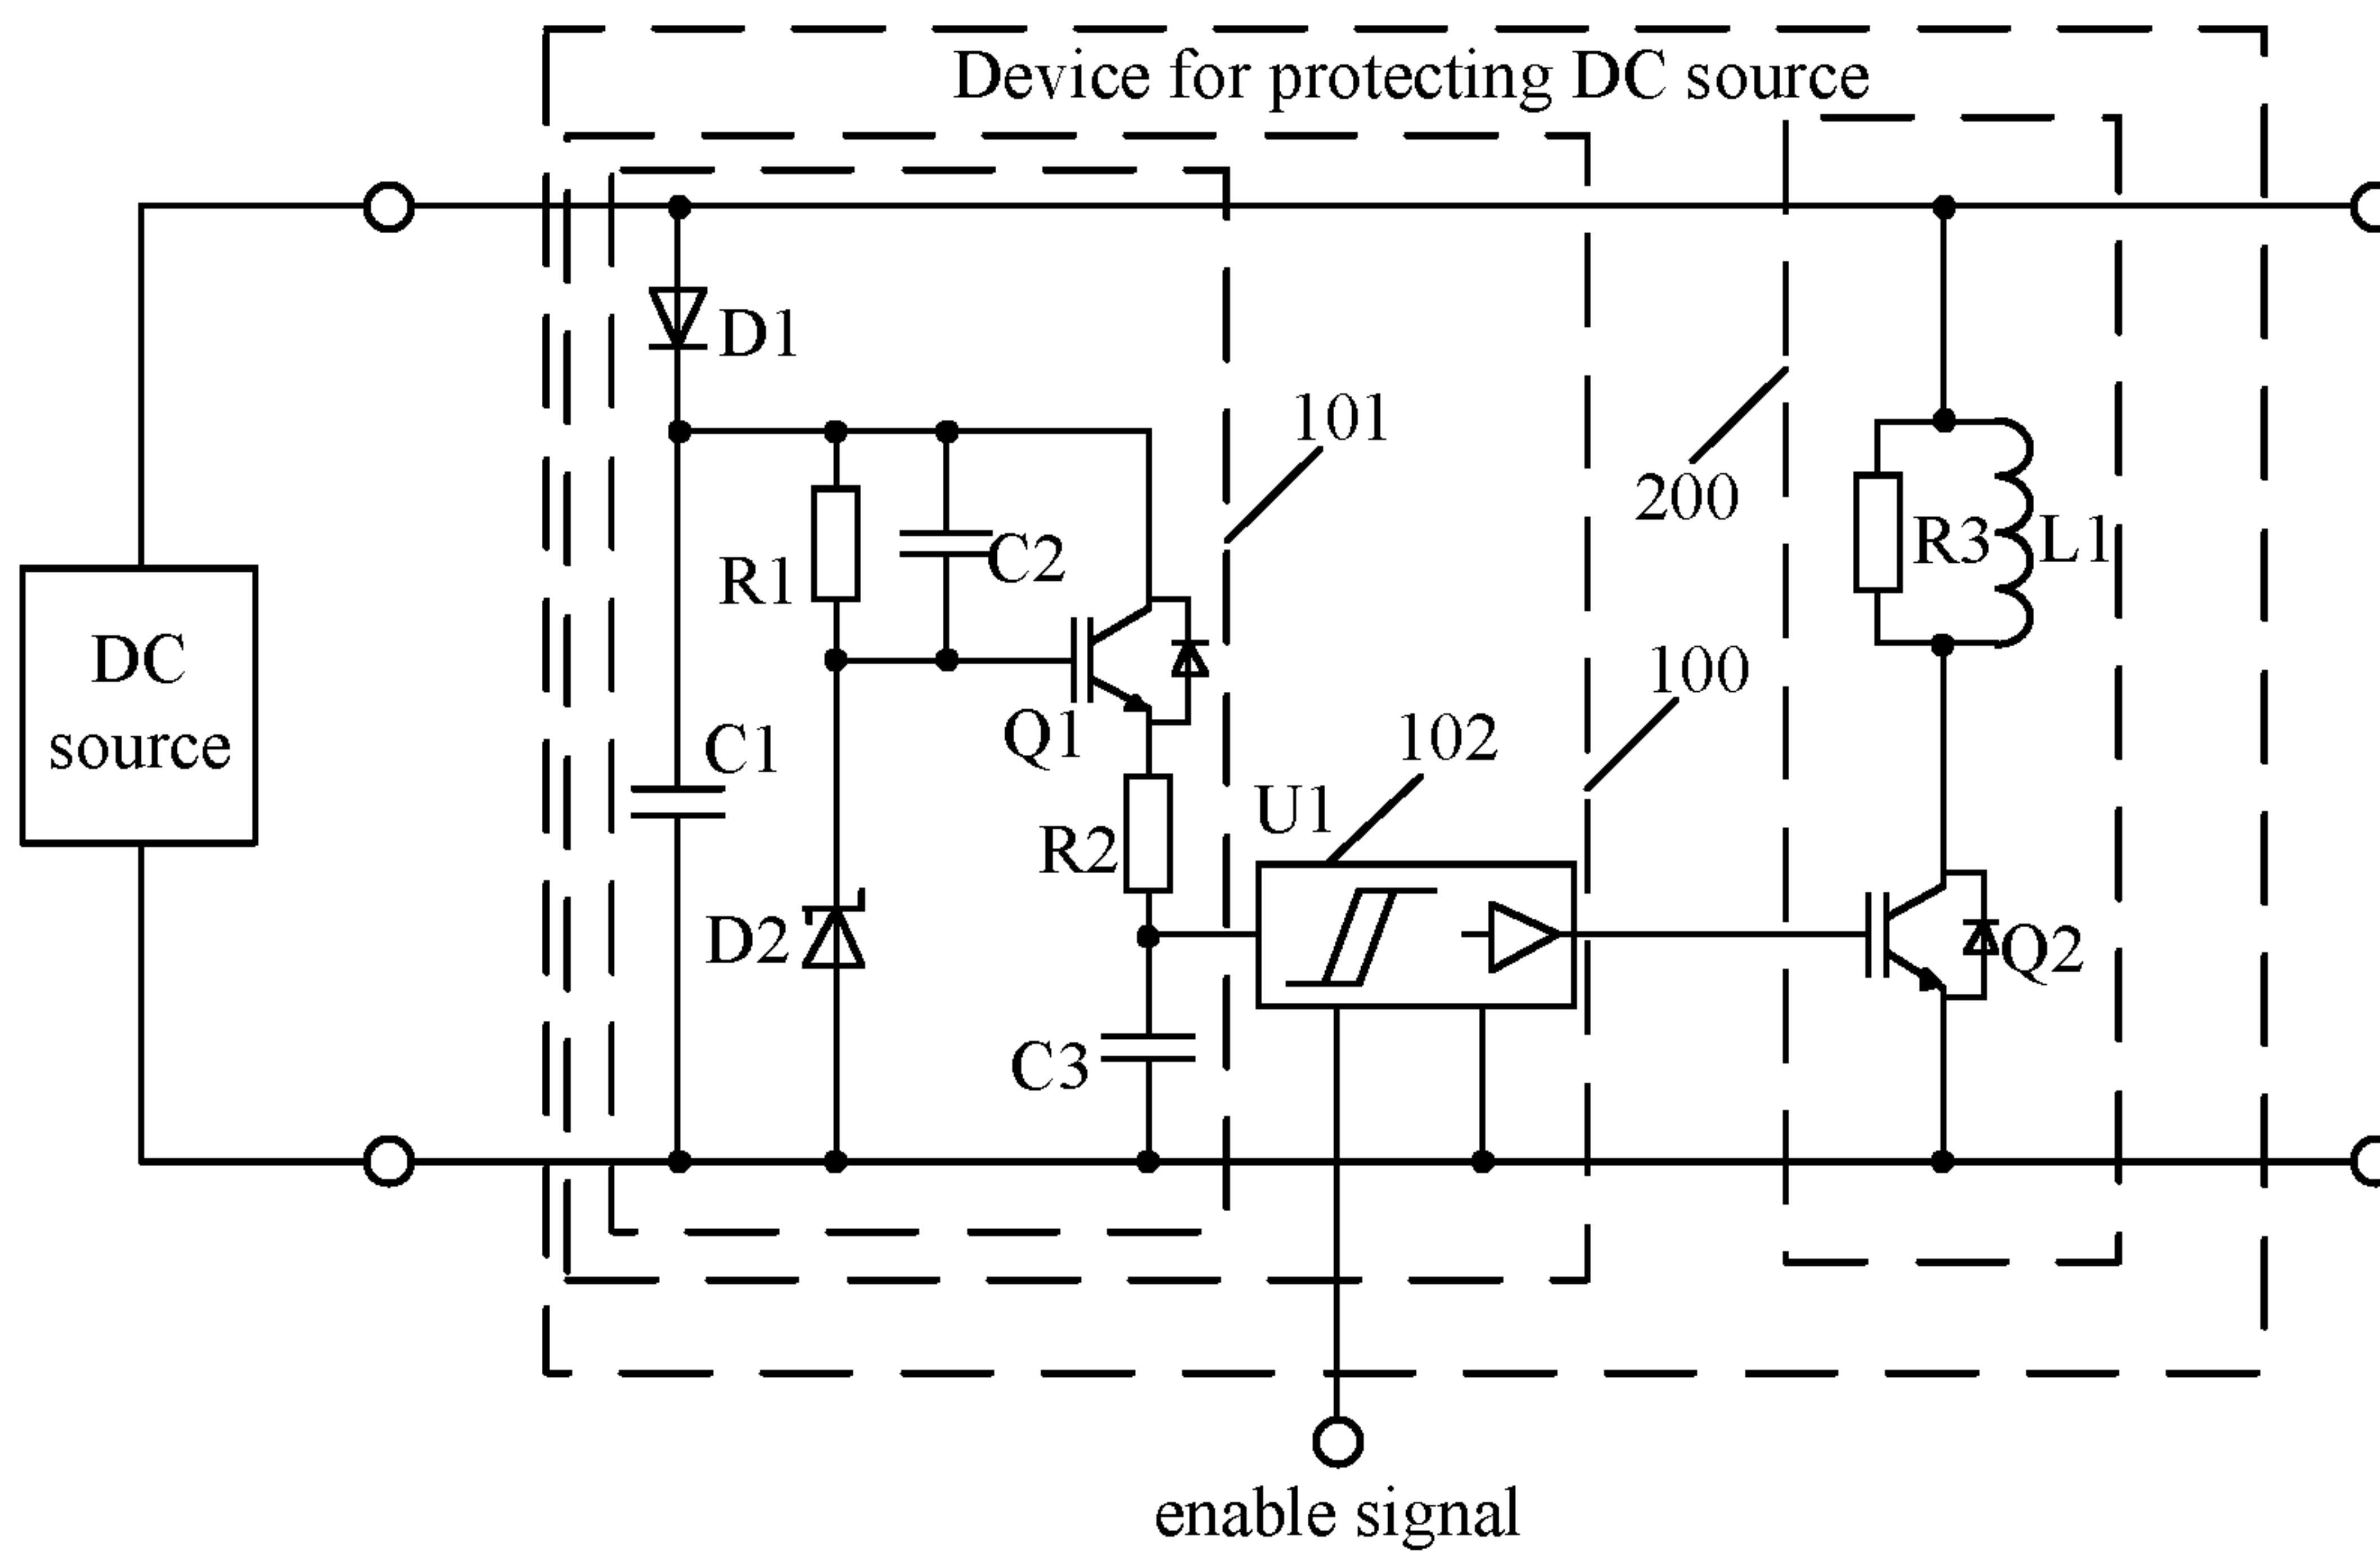 Device for protecting DC source
D1
101
200
R1
C2
R3
L1
DC
source
100
Q1
102
C1
U1
R2
D2
Q2
C3
enable signal